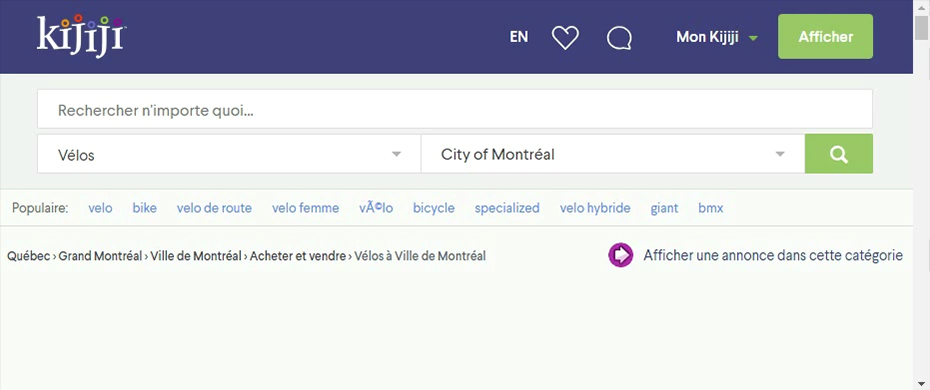 kijiji EN Mon Kijiji Afficher
Rechercher n'importe quoi...
Vélos City of Montréal
Populaire: velo bike velo de route velo femme vÃ©lo bicycle specialized velo hybride giant bmx
Québec › Grand Montréal › Ville de Montréal › Acheter et vendre › Vélos à Ville de Montréal Afficher une annonce dans cette catégorie